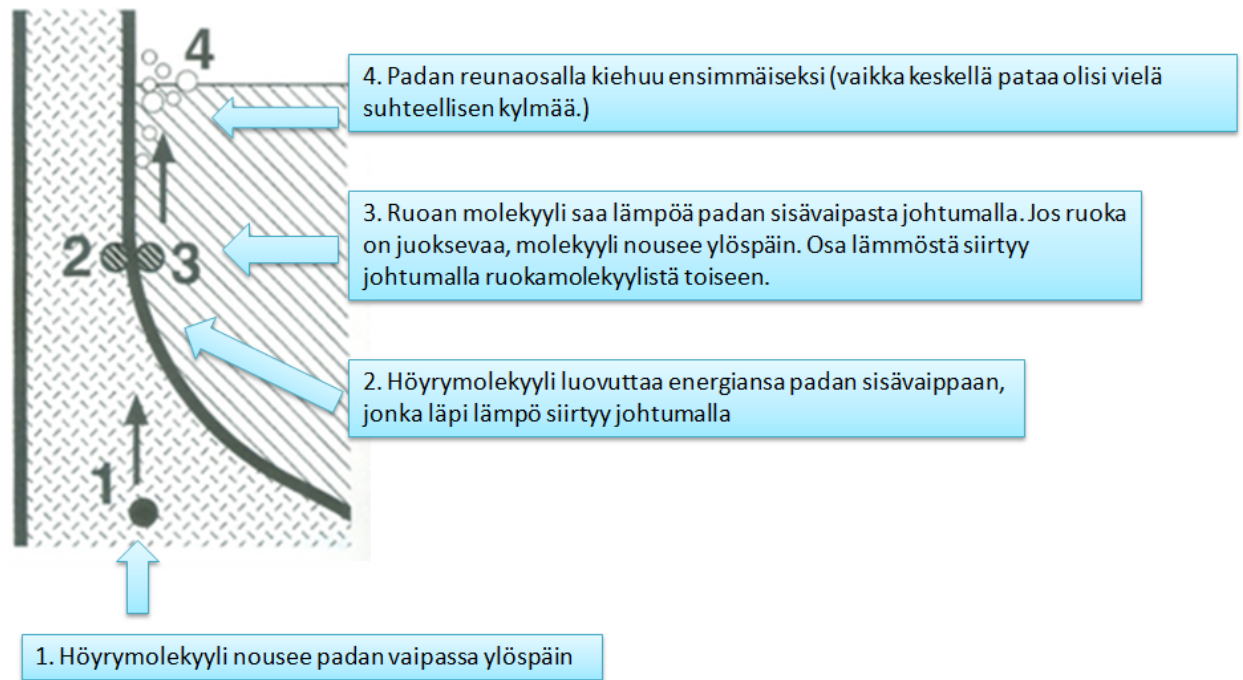 4
4. Padan reunaosalla kiehuu ensimmäiseksi (vaikka keskellä pataa olisi vielä
suhteellisen kylmää.)
3. Ruoan molekyyli saa lämpöä padan sisävaipasta johtumalla. Jos ruoka
on juoksevaa, molekyyli nousee ylöspäin. Osa lämmöstä siirtyy
johtumalla ruokamolekyylistä toiseen.
2 3
2. Höyrymolekyyli luovuttaa energiansa padan sisävaippaan,
jonka läpi lämpö siirtyy johtumalla
1
1. Höyrymolekyyli nousee padan vaipassa ylöspäin